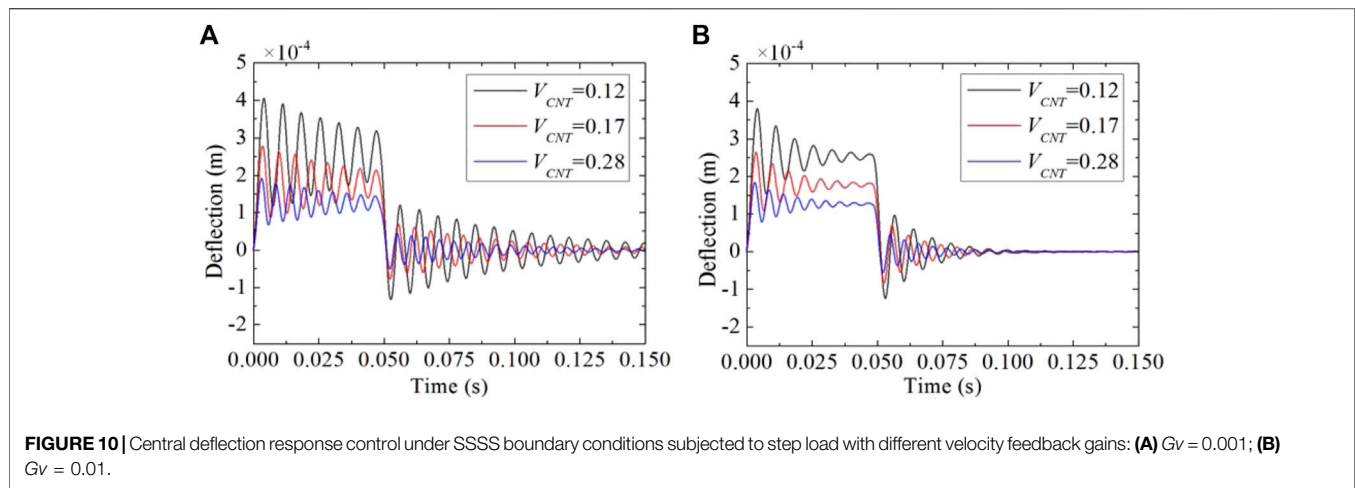 A
×10⁻⁴
5
4
3
2
1
0
-1
-2
Deflection (m)
V_CNT=0.12
V_CNT=0.17
V_CNT=0.28
0.000 0.025 0.050 0.075 0.100 0.125 0.150
Time (s)
B
×10⁻⁴
5
4
3
2
1
0
-1
-2
Deflection (m)
V_CNT=0.12
V_CNT=0.17
V_CNT=0.28
0.000 0.025 0.050 0.075 0.100 0.125 0.150
Time (s)
FIGURE 10 | Central deflection response control under SSSS boundary conditions subjected to step load with different velocity feedback gains: (A) Gv = 0.001; (B)
Gv = 0.01.